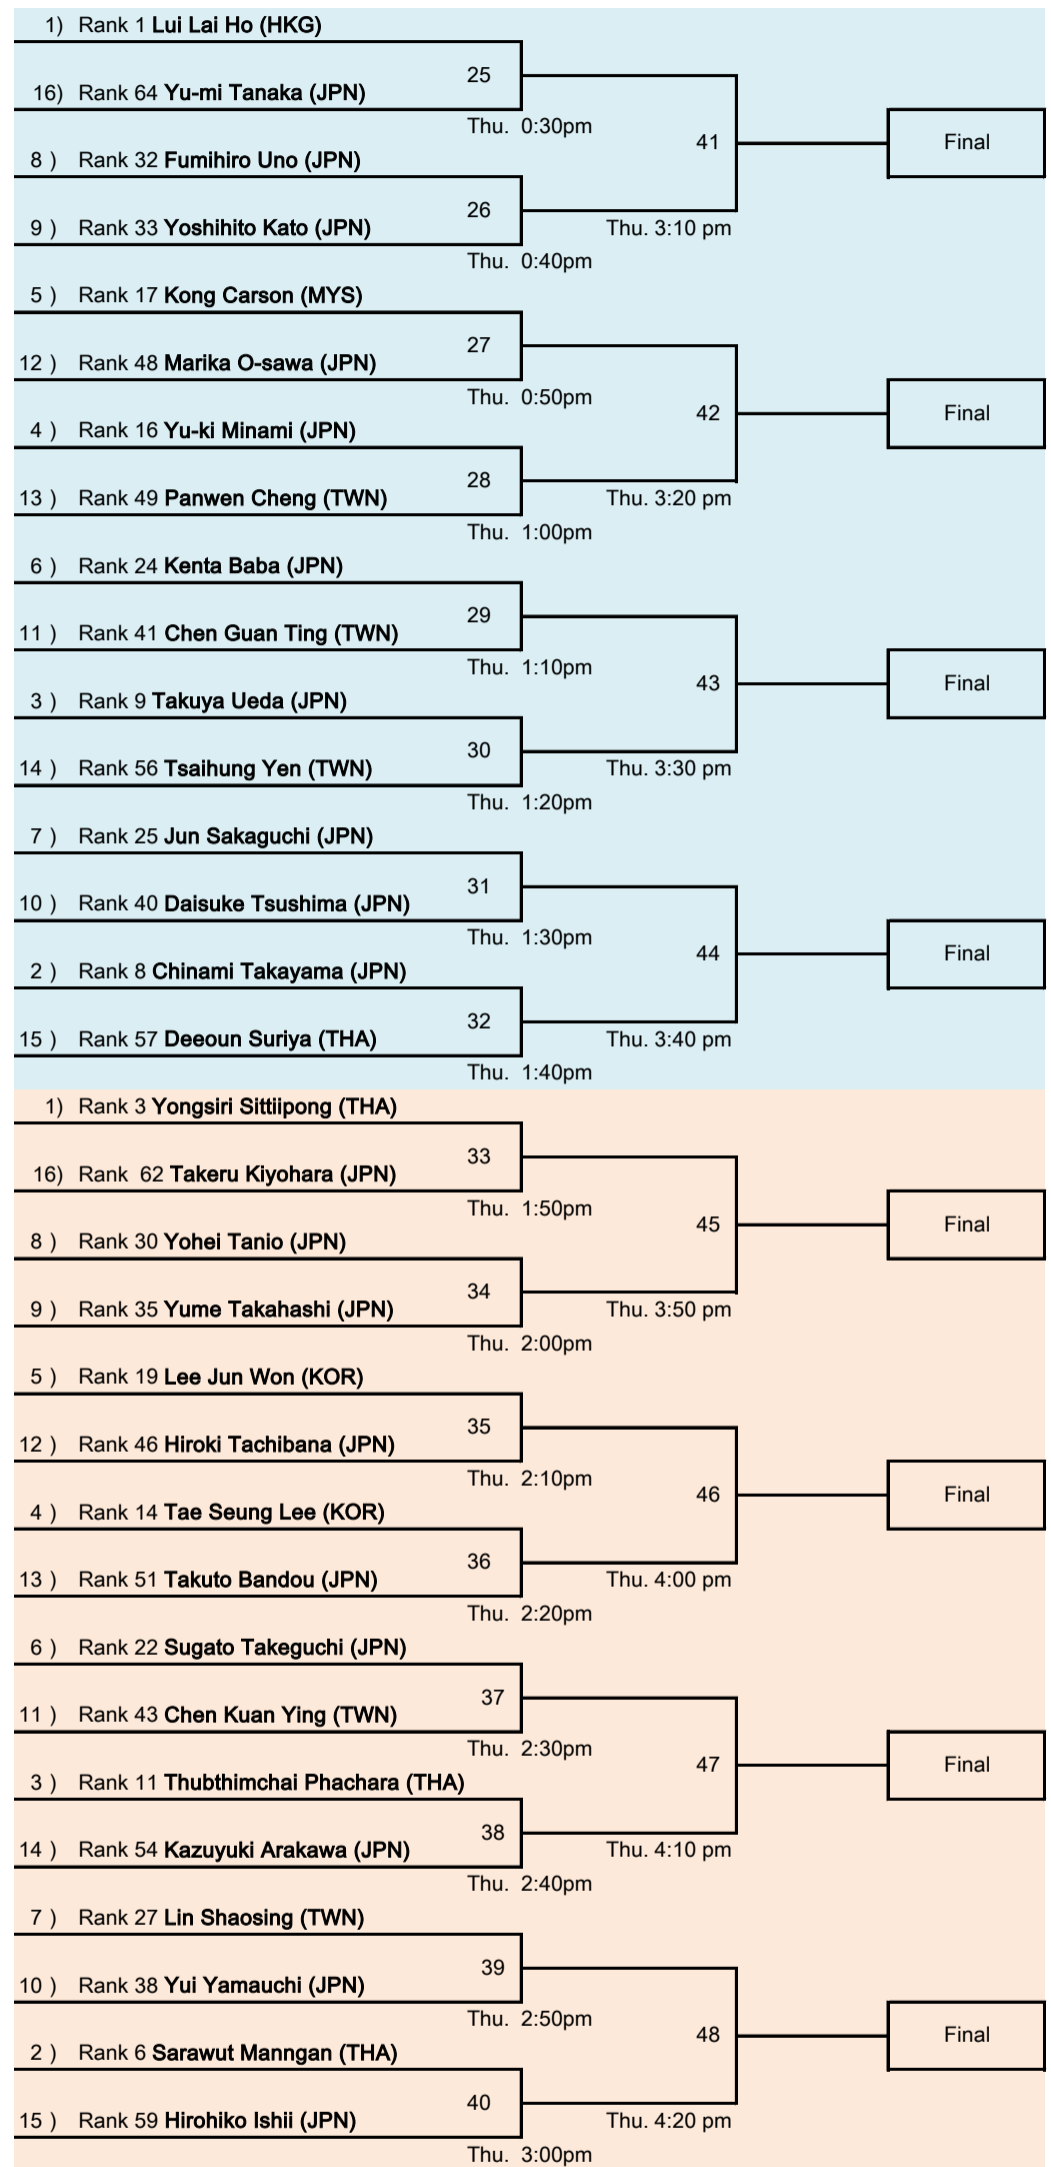 1) Rank 1 Lui Lai Ho (HKG)
25
16) Rank 64 Yu-mi Tanaka (JPN)
Thu. 0:30pm
41
Final
8 ) Rank 32 Fumihiro Uno (JPN)
26
9 ) Rank 33 Yoshihito Kato (JPN)
Thu. 3:10 pm
Thu. 0:40pm
5 ) Rank 17 Kong Carson (MYS)
27
12 ) Rank 48 Marika O-sawa (JPN)
Thu. 0:50pm
42
Final
4 ) Rank 16 Yu-ki Minami (JPN)
28
13 ) Rank 49 Panwen Cheng (TWN)
Thu. 3:20 pm
Thu. 1:00pm
6 ) Rank 24 Kenta Baba (JPN)
29
11 ) Rank 41 Chen Guan Ting (TWN)
Thu. 1:10pm
43
Final
3 ) Rank 9 Takuya Ueda (JPN)
30
14 ) Rank 56 Tsaihung Yen (TWN)
Thu. 3:30 pm
Thu. 1:20pm
7 ) Rank 25 Jun Sakaguchi (JPN)
31
10 ) Rank 40 Daisuke Tsushima (JPN)
Thu. 1:30pm
44
Final
2 ) Rank 8 Chinami Takayama (JPN)
32
15 ) Rank 57 Deeoun Suriya (THA)
Thu. 3:40 pm
Thu. 1:40pm
1) Rank 3 Yongsiri Sittiipong (THA)
33
16) Rank 62 Takeru Kiyohara (JPN)
Thu. 1:50pm
45
Final
8 ) Rank 30 Yohei Tanio (JPN)
34
9 ) Rank 35 Yume Takahashi (JPN)
Thu. 3:50 pm
Thu. 2:00pm
5 ) Rank 19 Lee Jun Won (KOR)
35
12 ) Rank 46 Hiroki Tachibana (JPN)
Thu. 2:10pm
46
Final
4 ) Rank 14 Tae Seung Lee (KOR)
36
13 ) Rank 51 Takuto Bandou (JPN)
Thu. 4:00 pm
Thu. 2:20pm
6 ) Rank 22 Sugato Takeguchi (JPN)
37
11 ) Rank 43 Chen Kuan Ying (TWN)
Thu. 2:30pm
47
Final
3 ) Rank 11 Thubthimchai Phachara (THA)
38
14 ) Rank 54 Kazuyuki Arakawa (JPN)
Thu. 4:10 pm
Thu. 2:40pm
7 ) Rank 27 Lin Shaosing (TWN)
39
10 ) Rank 38 Yui Yamauchi (JPN)
Thu. 2:50pm
48
Final
2 ) Rank 6 Sarawut Manngan (THA)
40
15 ) Rank 59 Hirohiko Ishii (JPN)
Thu. 4:20 pm
Thu. 3:00pm